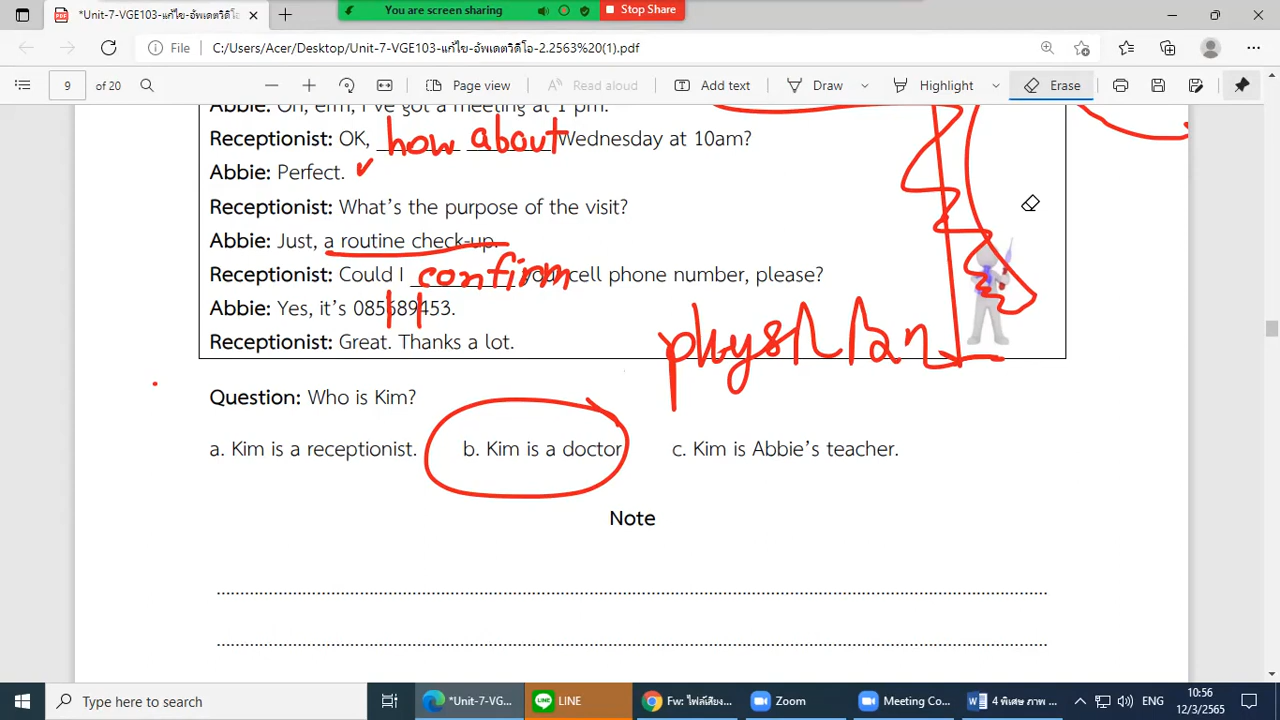 *Unit-7-VGE103-แก้ไข-อัพเดตวิดีโอ
You are screen sharing
Stop Share
File
C:/Users/Acer/Desktop/Unit-7-VGE103-แก้ไข-อัพเดตวิดีโอ-2.2563%20(1).pdf
9 of 20
Page view
Read aloud
Add text
Draw
Highlight
Erase
Abbie: Oh, erm, I've got a meeting at 1 pm.
Receptionist: OK, how about Wednesday at 10am?
Abbie: Perfect.
Receptionist: What's the purpose of the visit?
Abbie: Just, a routine check-up.
Receptionist: Could I confirm your cell phone number, please?
Abbie: Yes, it's 085689453.
Receptionist: Great. Thanks a lot.
Question: Who is Kim?
a. Kim is a receptionist. b. Kim is a doctor c. Kim is Abbie's teacher.
Note
Type here to search
*Unit-7-VG...
LINE
Fw: ไฟล์เสียง...
Zoom
Meeting Co...
4 พิเศษ ภาพ ...
ENG
10:56
12/3/2565